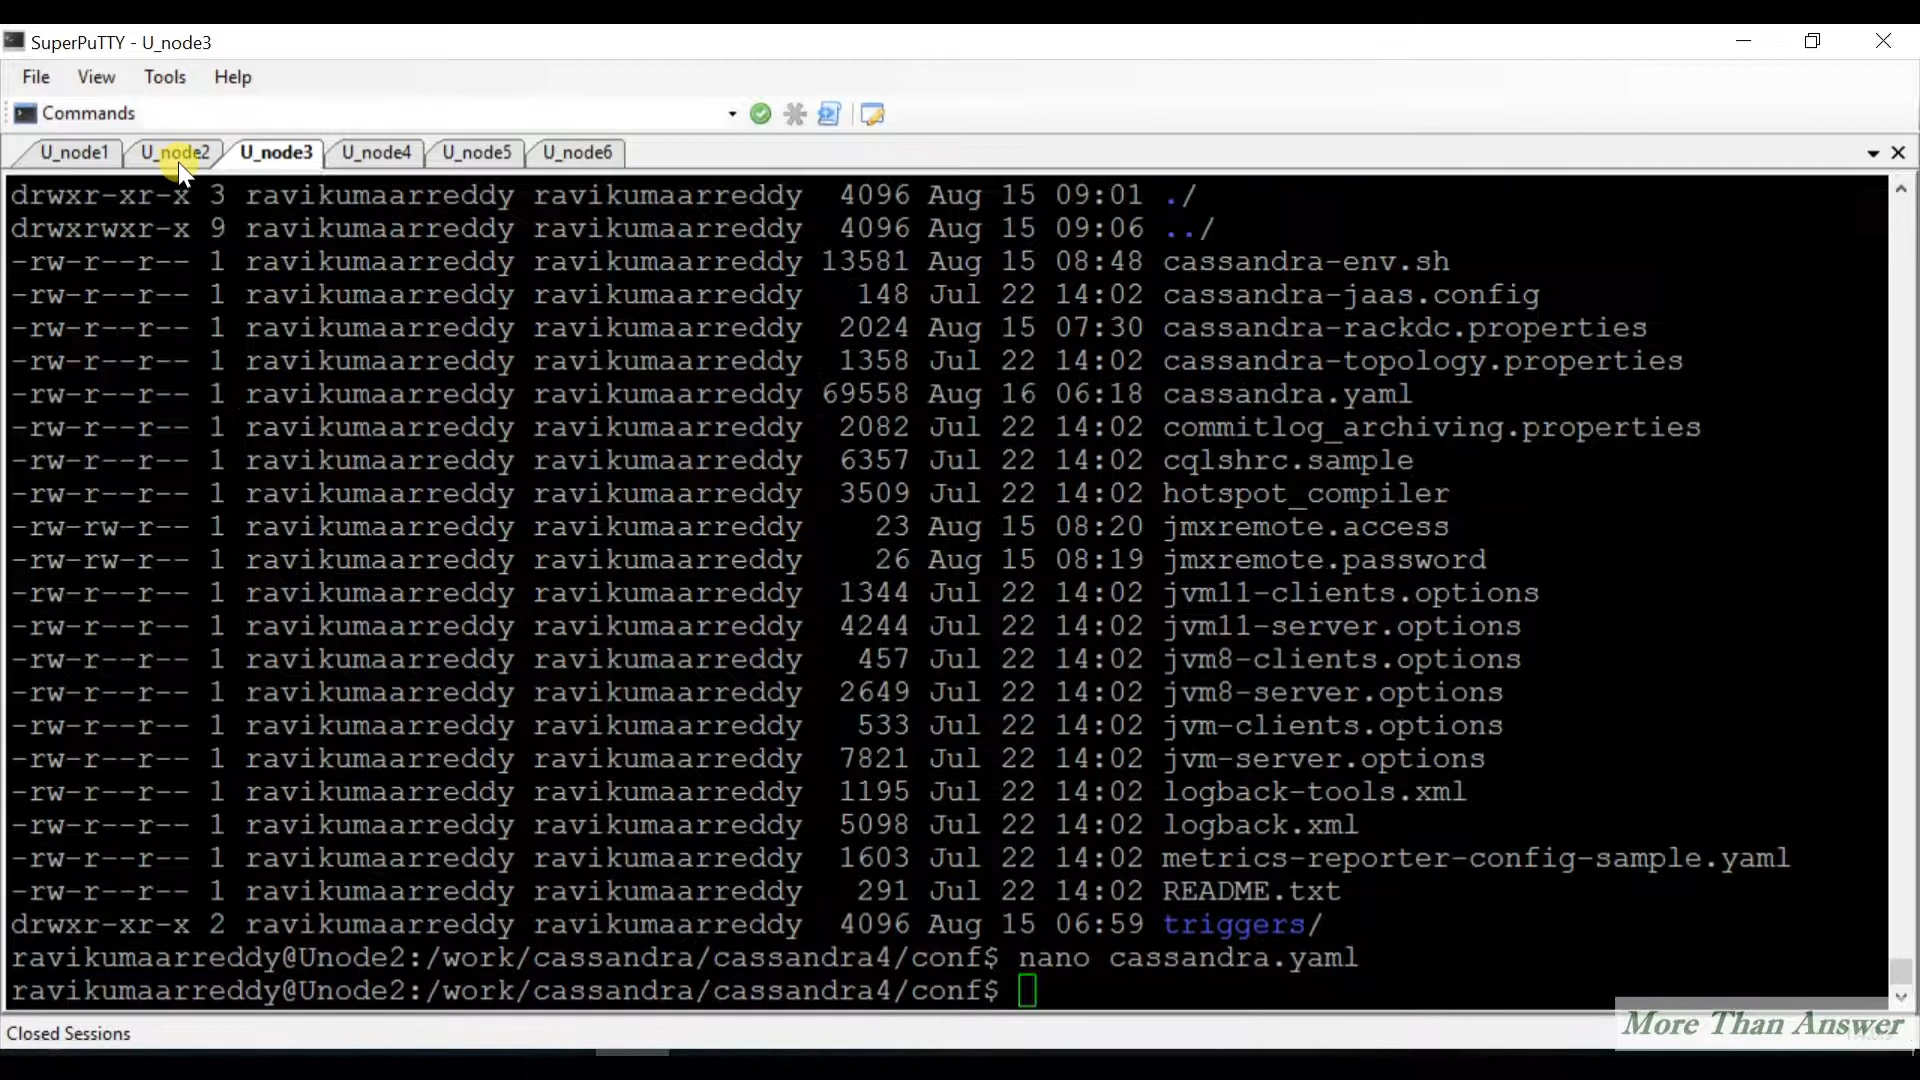 SuperPuTTY - U_node3
File View Tools Help
Commands
U_node1 U_node2 U_node3 U_node4 U_node5 U_node6
drwxr-xr-x 3 ravikumaarreddy ravikumaarreddy 4096 Aug 15 09:01 ./
drwxrwxr-x 9 ravikumaarreddy ravikumaarreddy 4096 Aug 15 09:06 ../
-rw-r--r-- 1 ravikumaarreddy ravikumaarreddy 13581 Aug 15 08:48 cassandra-env.sh
-rw-r--r-- 1 ravikumaarreddy ravikumaarreddy 148 Jul 22 14:02 cassandra-jaas.config
-rw-r--r-- 1 ravikumaarreddy ravikumaarreddy 2024 Aug 15 07:30 cassandra-rackdc.properties
-rw-r--r-- 1 ravikumaarreddy ravikumaarreddy 1358 Jul 22 14:02 cassandra-topology.properties
-rw-r--r-- 1 ravikumaarreddy ravikumaarreddy 69558 Aug 16 06:18 cassandra.yaml
-rw-r--r-- 1 ravikumaarreddy ravikumaarreddy 2082 Jul 22 14:02 commitlog_archiving.properties
-rw-r--r-- 1 ravikumaarreddy ravikumaarreddy 6357 Jul 22 14:02 cqlshrc.sample
-rw-r--r-- 1 ravikumaarreddy ravikumaarreddy 3509 Jul 22 14:02 hotspot_compiler
-rw-rw-r-- 1 ravikumaarreddy ravikumaarreddy 23 Aug 15 08:20 jmxremote.access
-rw-rw-r-- 1 ravikumaarreddy ravikumaarreddy 26 Aug 15 08:19 jmxremote.password
-rw-r--r-- 1 ravikumaarreddy ravikumaarreddy 1344 Jul 22 14:02 jvm11-clients.options
-rw-r--r-- 1 ravikumaarreddy ravikumaarreddy 4244 Jul 22 14:02 jvm11-server.options
-rw-r--r-- 1 ravikumaarreddy ravikumaarreddy 457 Jul 22 14:02 jvm8-clients.options
-rw-r--r-- 1 ravikumaarreddy ravikumaarreddy 2649 Jul 22 14:02 jvm8-server.options
-rw-r--r-- 1 ravikumaarreddy ravikumaarreddy 533 Jul 22 14:02 jvm-clients.options
-rw-r--r-- 1 ravikumaarreddy ravikumaarreddy 7821 Jul 22 14:02 jvm-server.options
-rw-r--r-- 1 ravikumaarreddy ravikumaarreddy 1195 Jul 22 14:02 logback-tools.xml
-rw-r--r-- 1 ravikumaarreddy ravikumaarreddy 5098 Jul 22 14:02 logback.xml
-rw-r--r-- 1 ravikumaarreddy ravikumaarreddy 1603 Jul 22 14:02 metrics-reporter-config-sample.yaml
-rw-r--r-- 1 ravikumaarreddy ravikumaarreddy 291 Jul 22 14:02 README.txt
drwxr-xr-x 2 ravikumaarreddy ravikumaarreddy 4096 Aug 15 06:59 triggers/
ravikumaarreddy@Unode2:/work/cassandra/cassandra4/conf$ nano cassandra.yaml
ravikumaarreddy@Unode2:/work/cassandra/cassandra4/conf$
Closed Sessions
More Than Answer